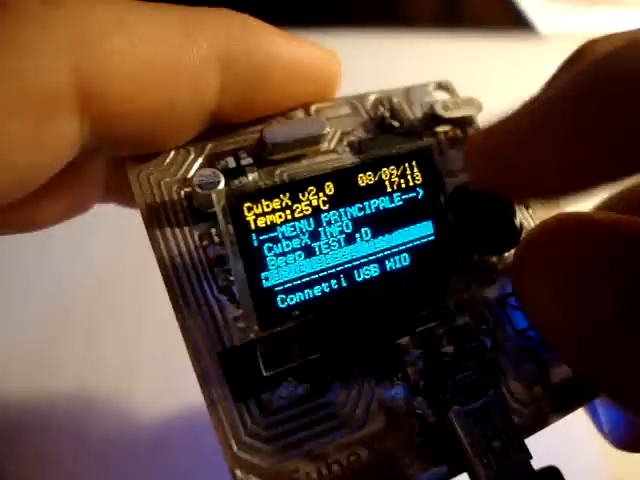 CubeX v2.0 08/09/11
Temp:25°C 17:13
|--MENU PRINCIPALE-->
CubeX INFO
Beep TEST :D
Connetti USB HID
CubeX